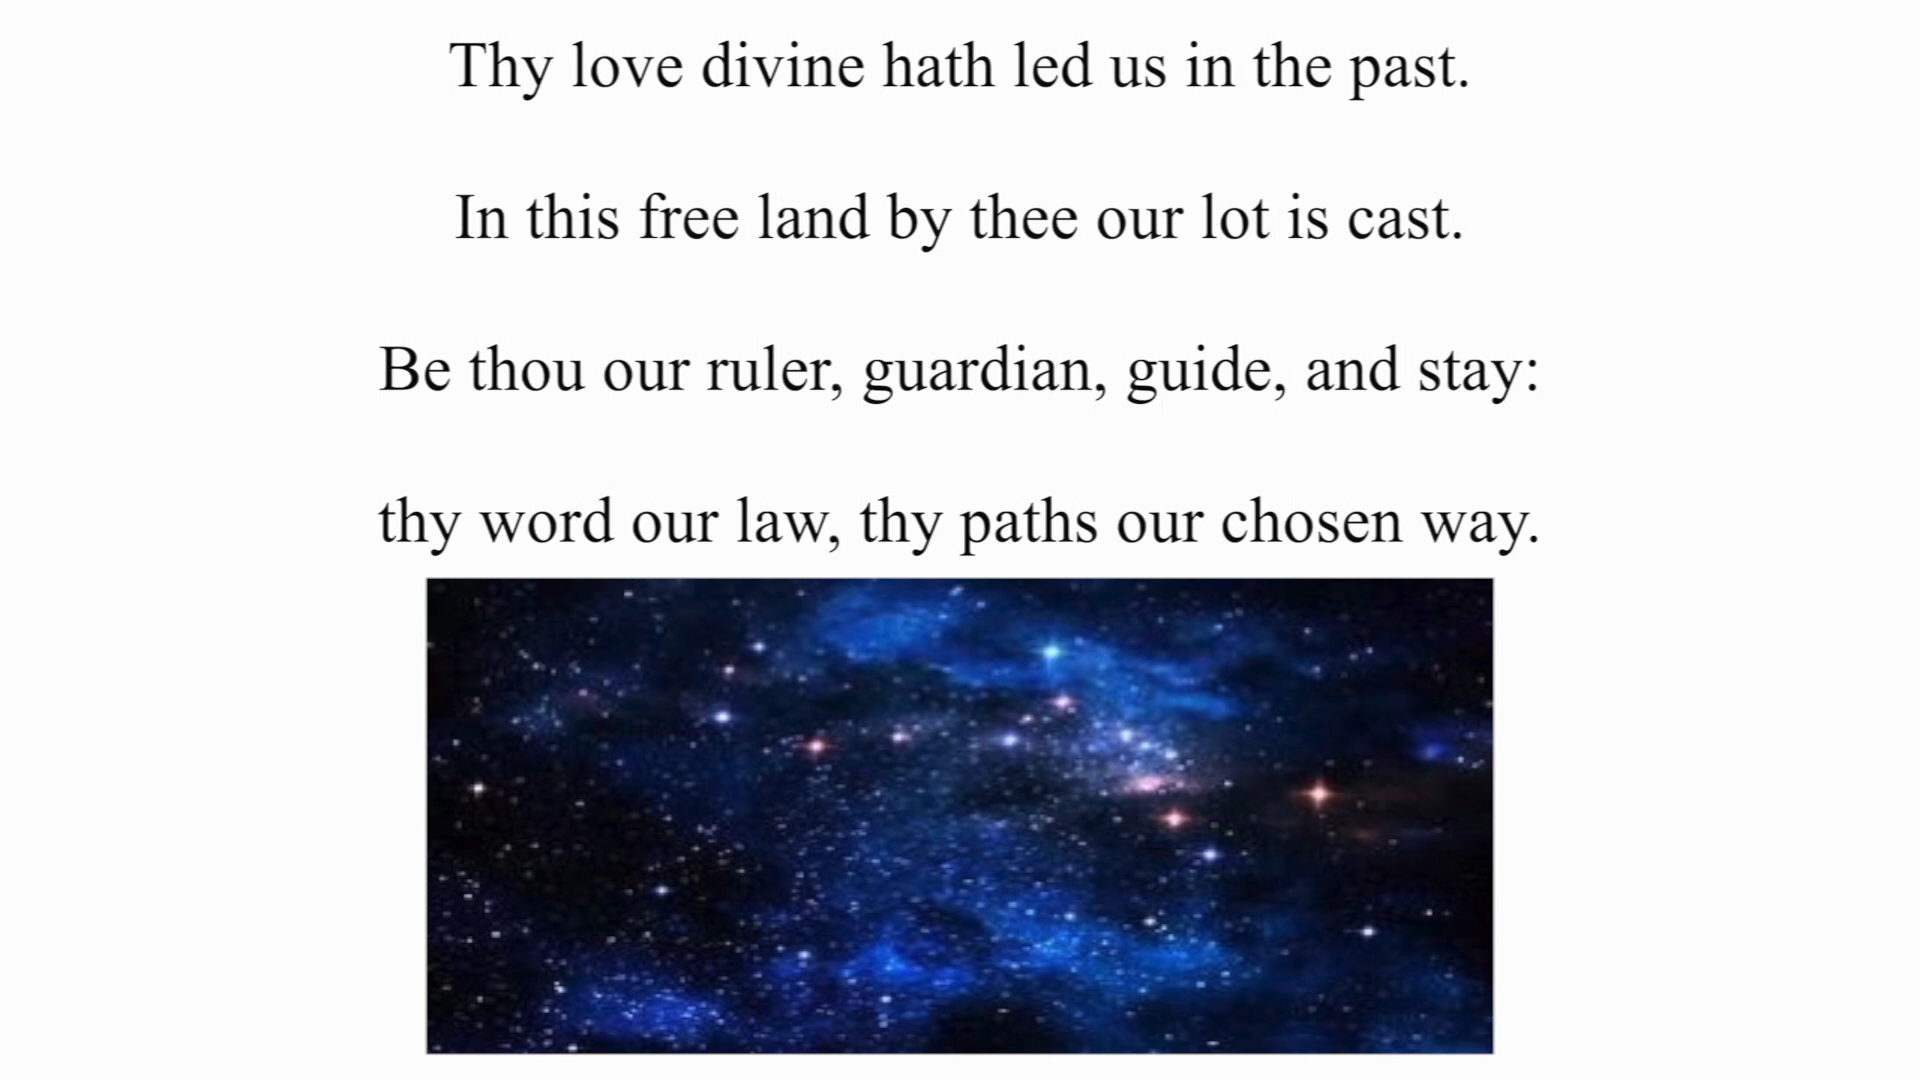 Thy love divine hath led us in the past.
In this free land by thee our lot is cast.
Be thou our ruler, guardian, guide, and stay:
thy word our law, thy paths our chosen way.